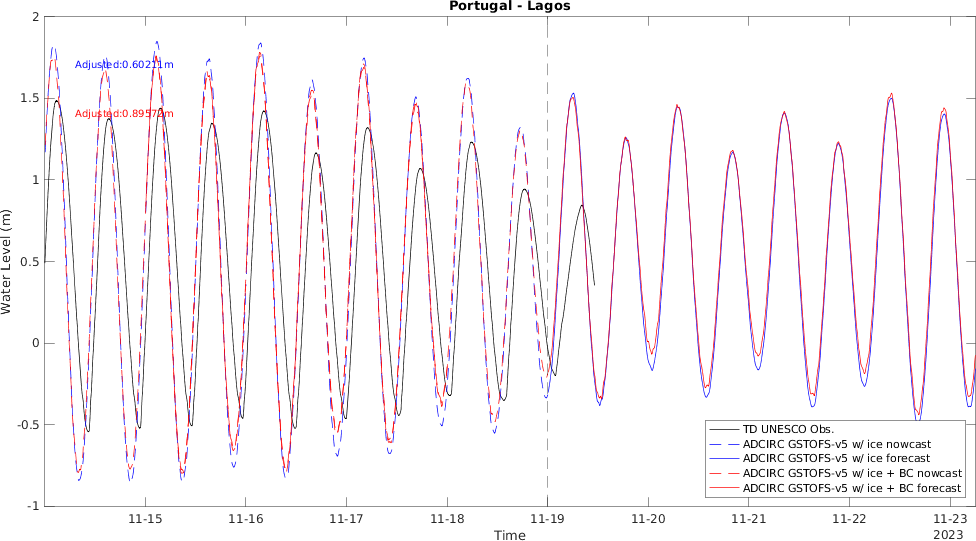 Portugal - Lagos
Adjusted:0.60211m
Adjusted:0.89572m
2
1.5
1
0.5
0
-0.5
-1
Water Level (m)
11-15
11-16
11-17
11-18
11-19
11-20
11-21
11-22
11-23
2023
Time
TD UNESCO Obs.
ADCIRC GSTOFS-v5 w/ ice nowcast
ADCIRC GSTOFS-v5 w/ ice forecast
ADCIRC GSTOFS-v5 w/ ice + BC nowcast
ADCIRC GSTOFS-v5 w/ ice + BC forecast